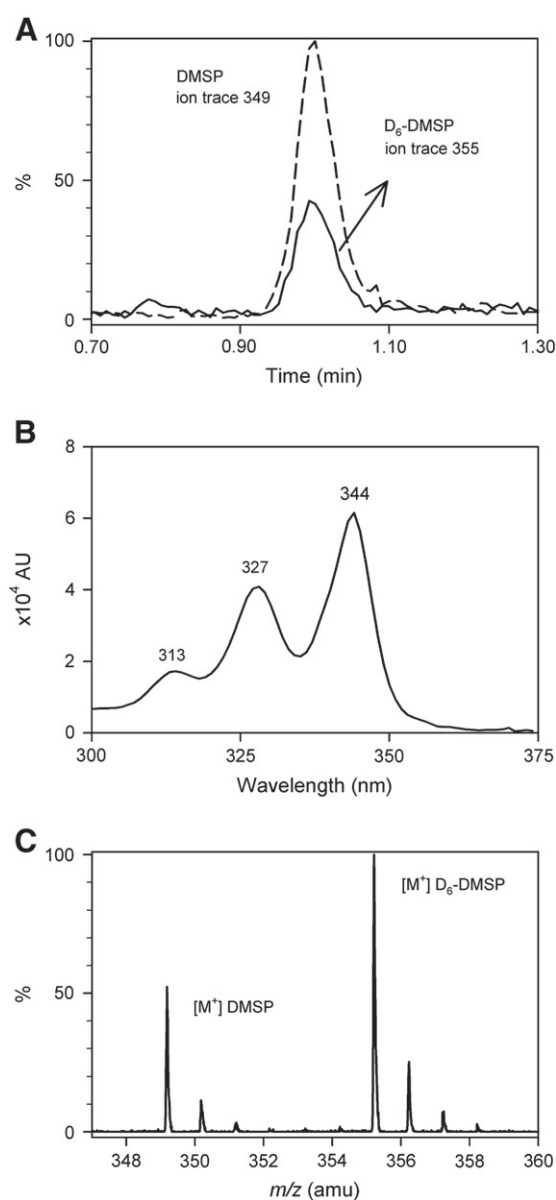 A
100
DMSP
ion trace 349
D6-DMSP
ion trace 355
%
50
0
0.70 0.90 1.10 1.30
Time (min)
B
8
344
6
327
x10^4 AU
4
313
2
0
300 325 350 375
Wavelength (nm)
C
100
[M+] D6-DMSP
%
50
[M+] DMSP
0
348 350 352 354 356 358 360
m/z (amu)